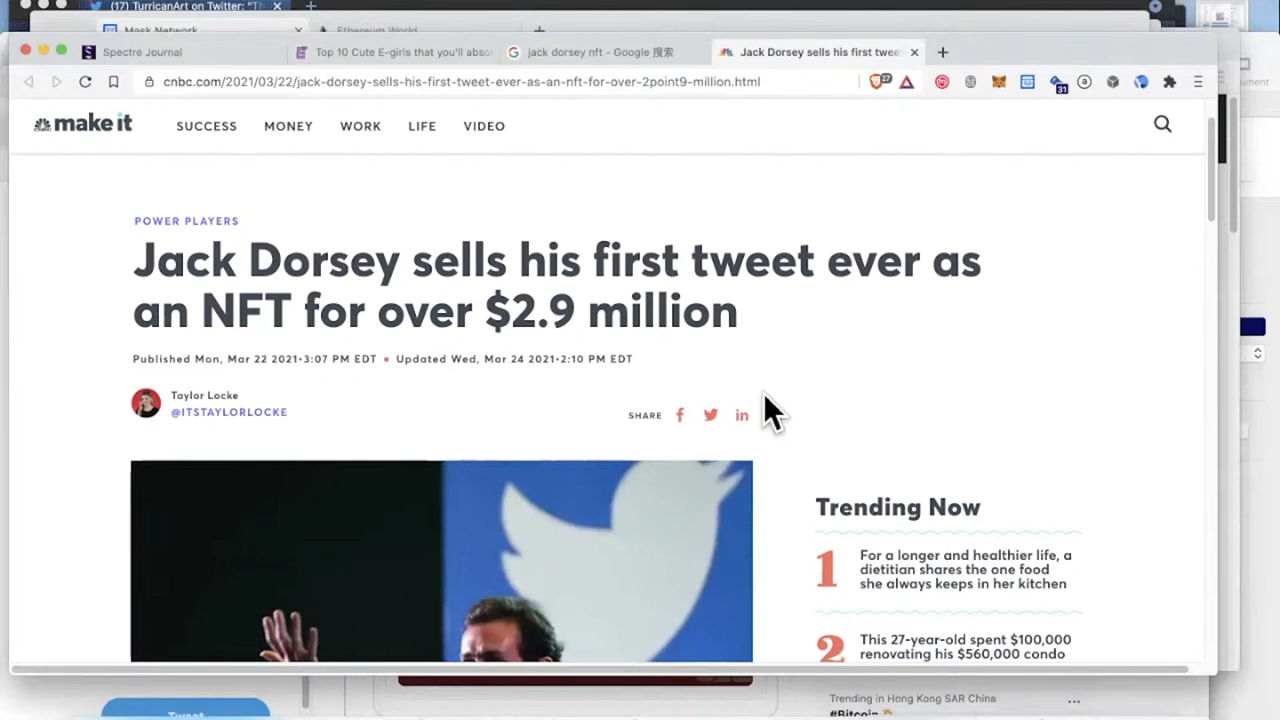 (17) TurricanArt on Twitter: "Th
Mask Network
Ethereum World
Spectre Journal
Top 10 Cute E-girls that you'll abso
jack dorsey nft - Google 搜索
Jack Dorsey sells his first twee
cnbc.com/2021/03/22/jack-dorsey-sells-his-first-tweet-ever-as-an-nft-for-over-2point9-million.html
27
31
make it
SUCCESS
MONEY
WORK
LIFE
VIDEO
POWER PLAYERS
Jack Dorsey sells his first tweet ever as
an NFT for over $2.9 million
Published Mon, Mar 22 2021•3:07 PM EDT • Updated Wed, Mar 24 2021•2:10 PM EDT
Taylor Locke
@ITSTAYLORLOCKE
SHARE
Trending Now
1
For a longer and healthier life, a
dietitian shares the one food
she always keeps in her kitchen
2
This 27-year-old spent $100,000
renovating his $560,000 condo
Trending in Hong Kong SAR China
#Bitcoin
Tweet